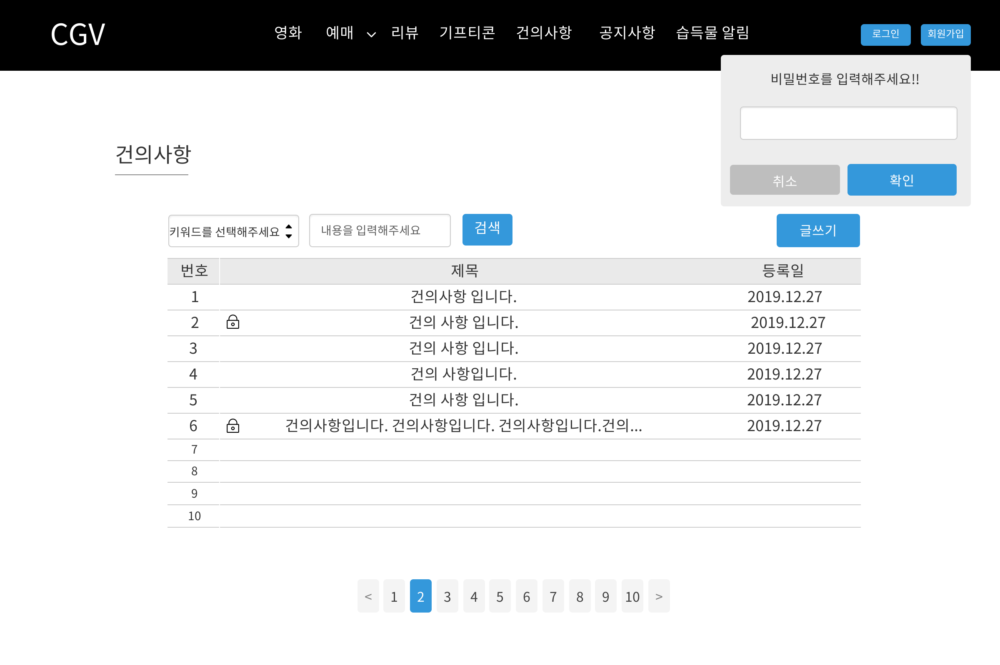 CGV 영화 예매 리뷰 기프티콘 건의사항 공지사항 습득물 알림 로그인 회원가입
비밀번호를 입력해주세요!!
취소 확인
건의사항
키워드를 선택해주세요 내용을 입력해주세요 검색 글쓰기
번호 제목 등록일
1 건의사항 입니다. 2019.12.27
2 건의 사항 입니다. 2019.12.27
3 건의 사항 입니다. 2019.12.27
4 건의 사항입니다. 2019.12.27
5 건의 사항 입니다. 2019.12.27
6 건의사항입니다. 건의사항입니다. 건의사항입니다.건의... 2019.12.27
7
8
9
10
< 1 2 3 4 5 6 7 8 9 10 >